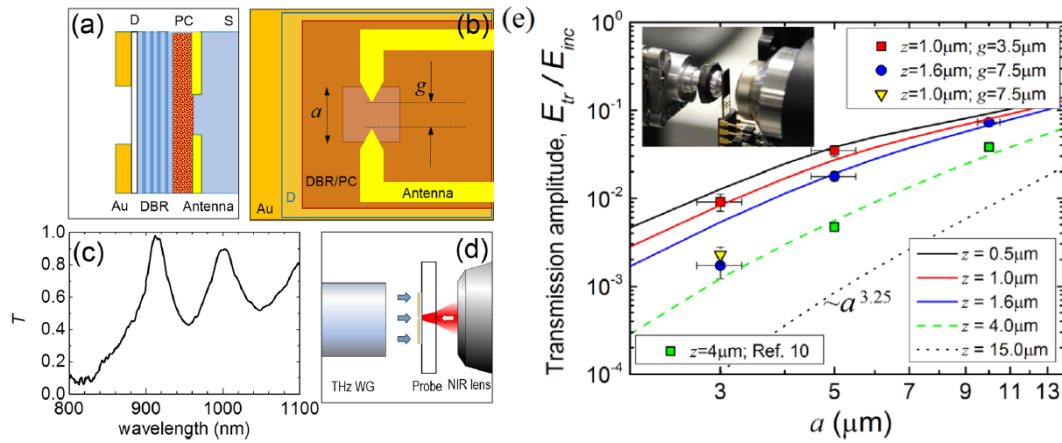 (a)
D
PC
S
Au
DBR
Antenna
(b)
a
g
DBR/PC
D
Au
Antenna
(c)
T
1.0
0.8
0.6
0.4
0.2
0.0
800
900
1000
1100
wavelength (nm)
(d)
THz WG
Probe
NIR lens
(e)
Transmission amplitude, E_tr / E_inc
10^0
10^-1
10^-2
10^-3
10^-4
z=1.0μm; g=3.5μm
z=1.6μm; g=7.5μm
z=1.0μm; g=7.5μm
z = 0.5μm
z = 1.0μm
z = 1.6μm
z = 4.0μm
z = 15.0μm
~a^3.25
z=4μm; Ref. 10
3
5
7
9
11
13
a (μm)